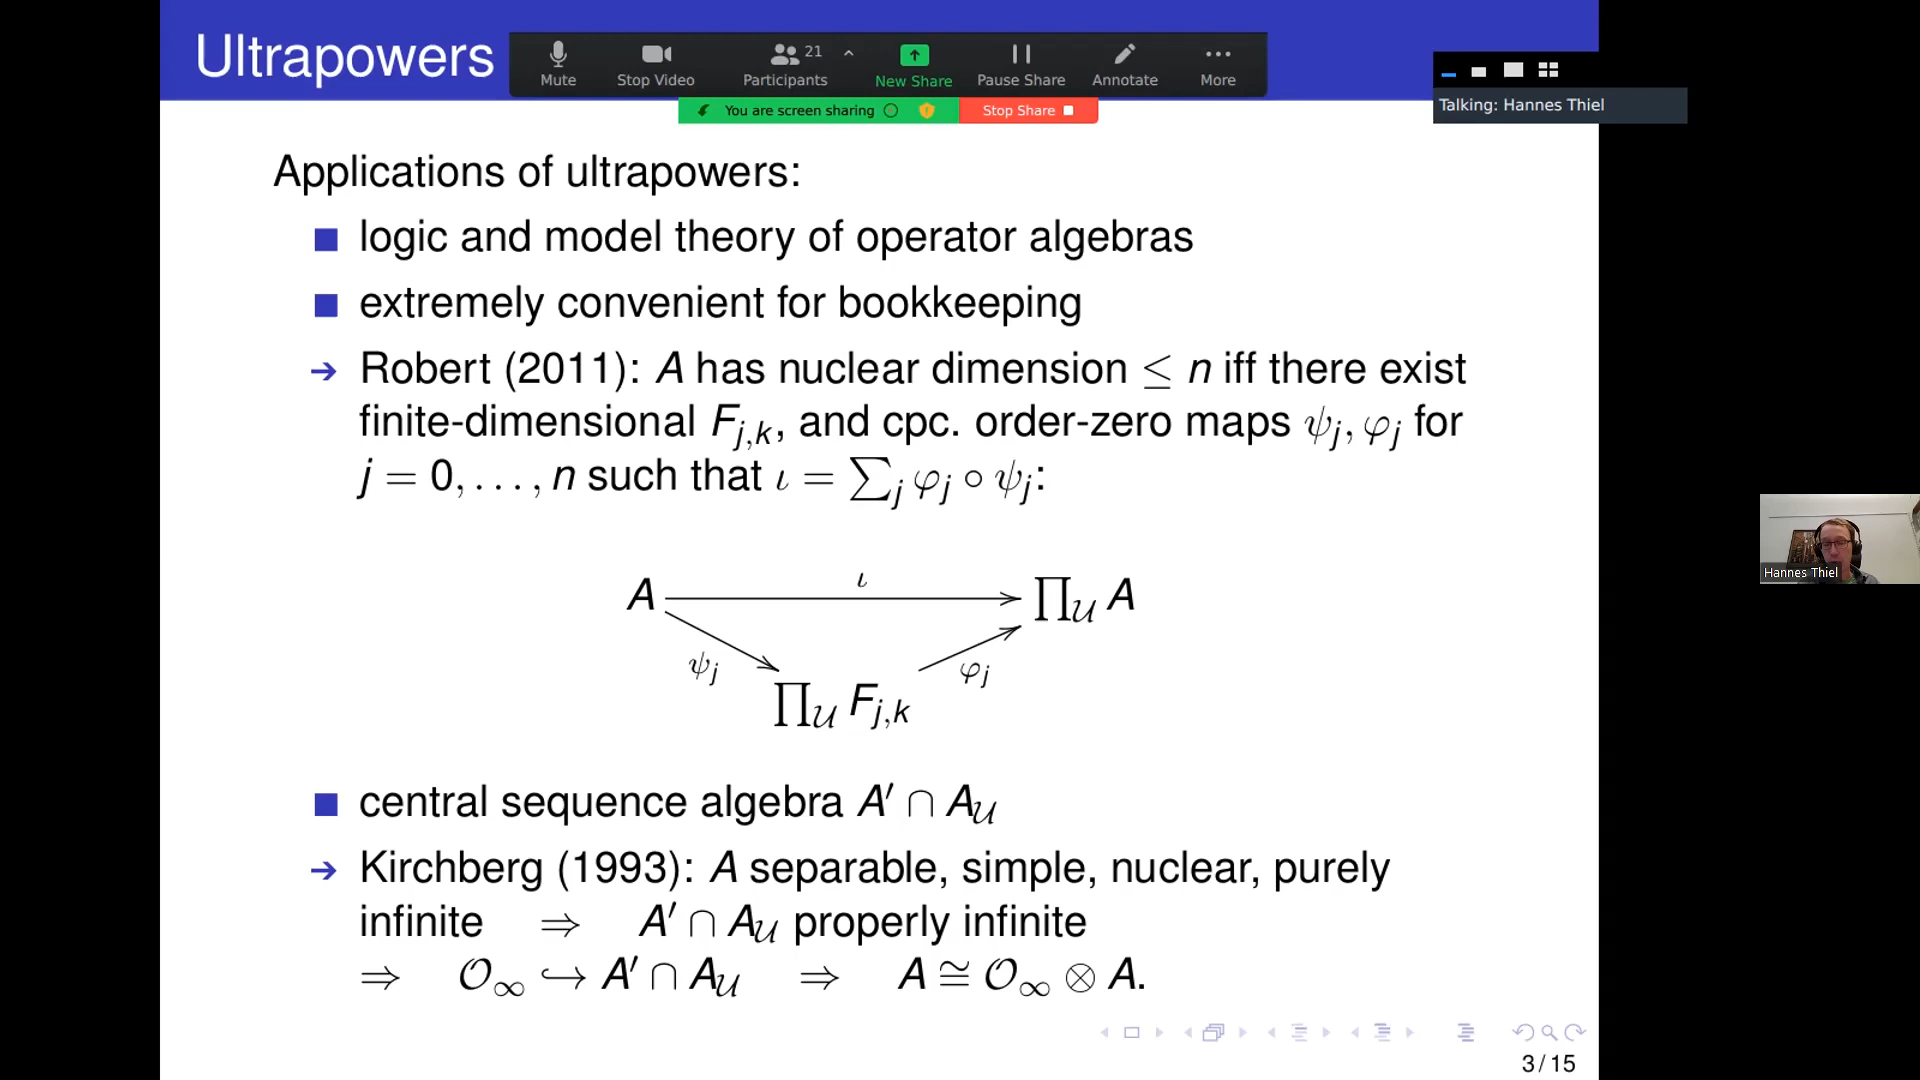 Ultrapowers
Mute
Stop Video
Participants
21
New Share
Pause Share
Annotate
More
You are screen sharing
Stop Share
Talking: Hannes Thiel
Applications of ultrapowers:
logic and model theory of operator algebras
extremely convenient for bookkeeping
→ Robert (2011): A has nuclear dimension ≤ n iff there exist
finite-dimensional F_{j,k}, and cpc. order-zero maps ψ_j, φ_j for
j = 0, . . . , n such that ι = ∑_j φ_j ∘ ψ_j:
A ι ∏_𝒰 A
ψ_j φ_j
∏_𝒰 F_{j,k}
Hannes Thiel
central sequence algebra A′ ∩ A_𝒰
→ Kirchberg (1993): A separable, simple, nuclear, purely
infinite ⇒ A′ ∩ A_𝒰 properly infinite
⇒ 𝒪_∞ ↪ A′ ∩ A_𝒰 ⇒ A ≅ 𝒪_∞ ⊗ A.
3 / 15